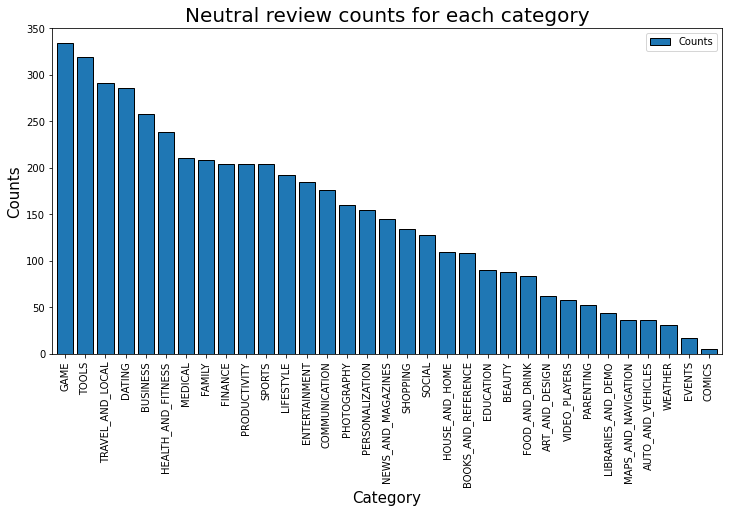 Neutral review counts for each category
Counts
350
300
250
200
150
100
50
0
Counts
GAME
TOOLS
TRAVEL_AND_LOCAL
DATING
BUSINESS
HEALTH_AND_FITNESS
MEDICAL
FAMILY
FINANCE
PRODUCTIVITY
SPORTS
LIFESTYLE
ENTERTAINMENT
COMMUNICATION
PHOTOGRAPHY
PERSONALIZATION
NEWS_AND_MAGAZINES
SHOPPING
SOCIAL
HOUSE_AND_HOME
BOOKS_AND_REFERENCE
EDUCATION
BEAUTY
FOOD_AND_DRINK
ART_AND_DESIGN
VIDEO_PLAYERS
PARENTING
LIBRARIES_AND_DEMO
MAPS_AND_NAVIGATION
AUTO_AND_VEHICLES
WEATHER
EVENTS
COMICS
Category